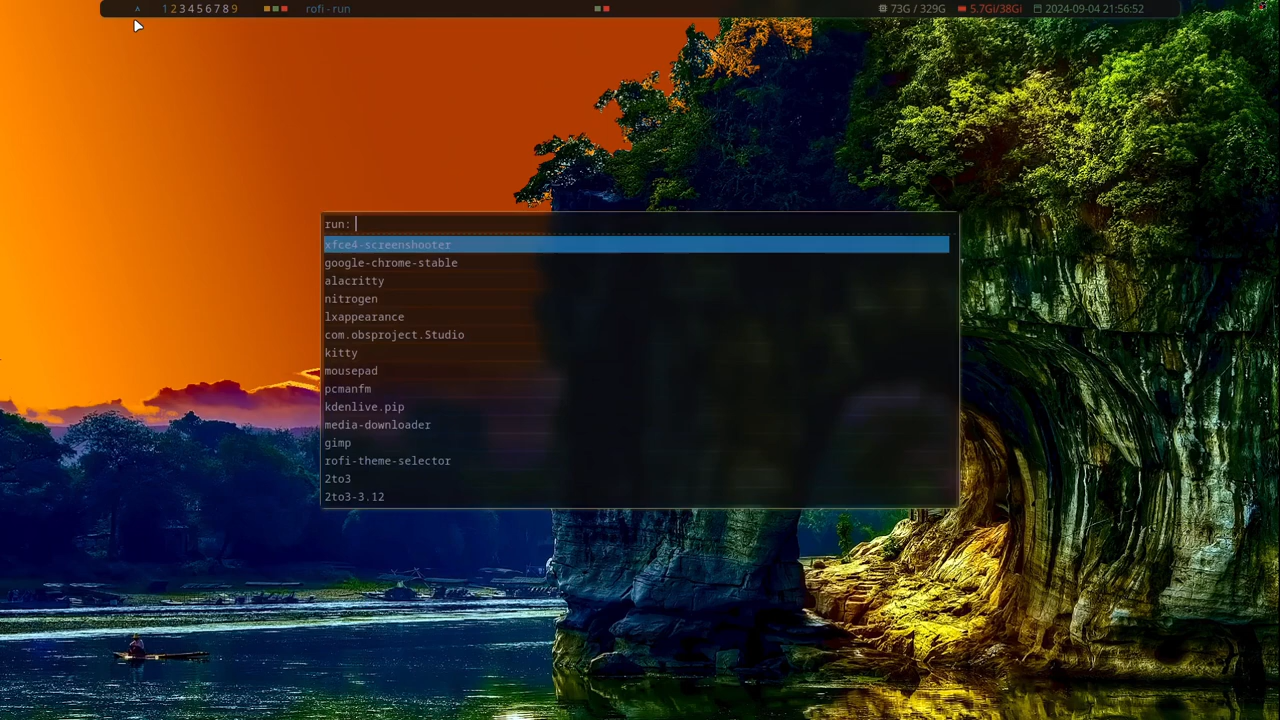 ^ 1 2 3 4 5 6 7 8 9 rofi - run 73G / 329G 5.7Gi/38Gi 2024-09-04 21:56:52
run:
xfce4-screenshooter
google-chrome-stable
alacritty
nitrogen
lxappearance
com.obsproject.Studio
kitty
mousepad
pcmanfm
kdenlive.pip
media-downloader
gimp
rofi-theme-selector
2to3
2to3-3.12